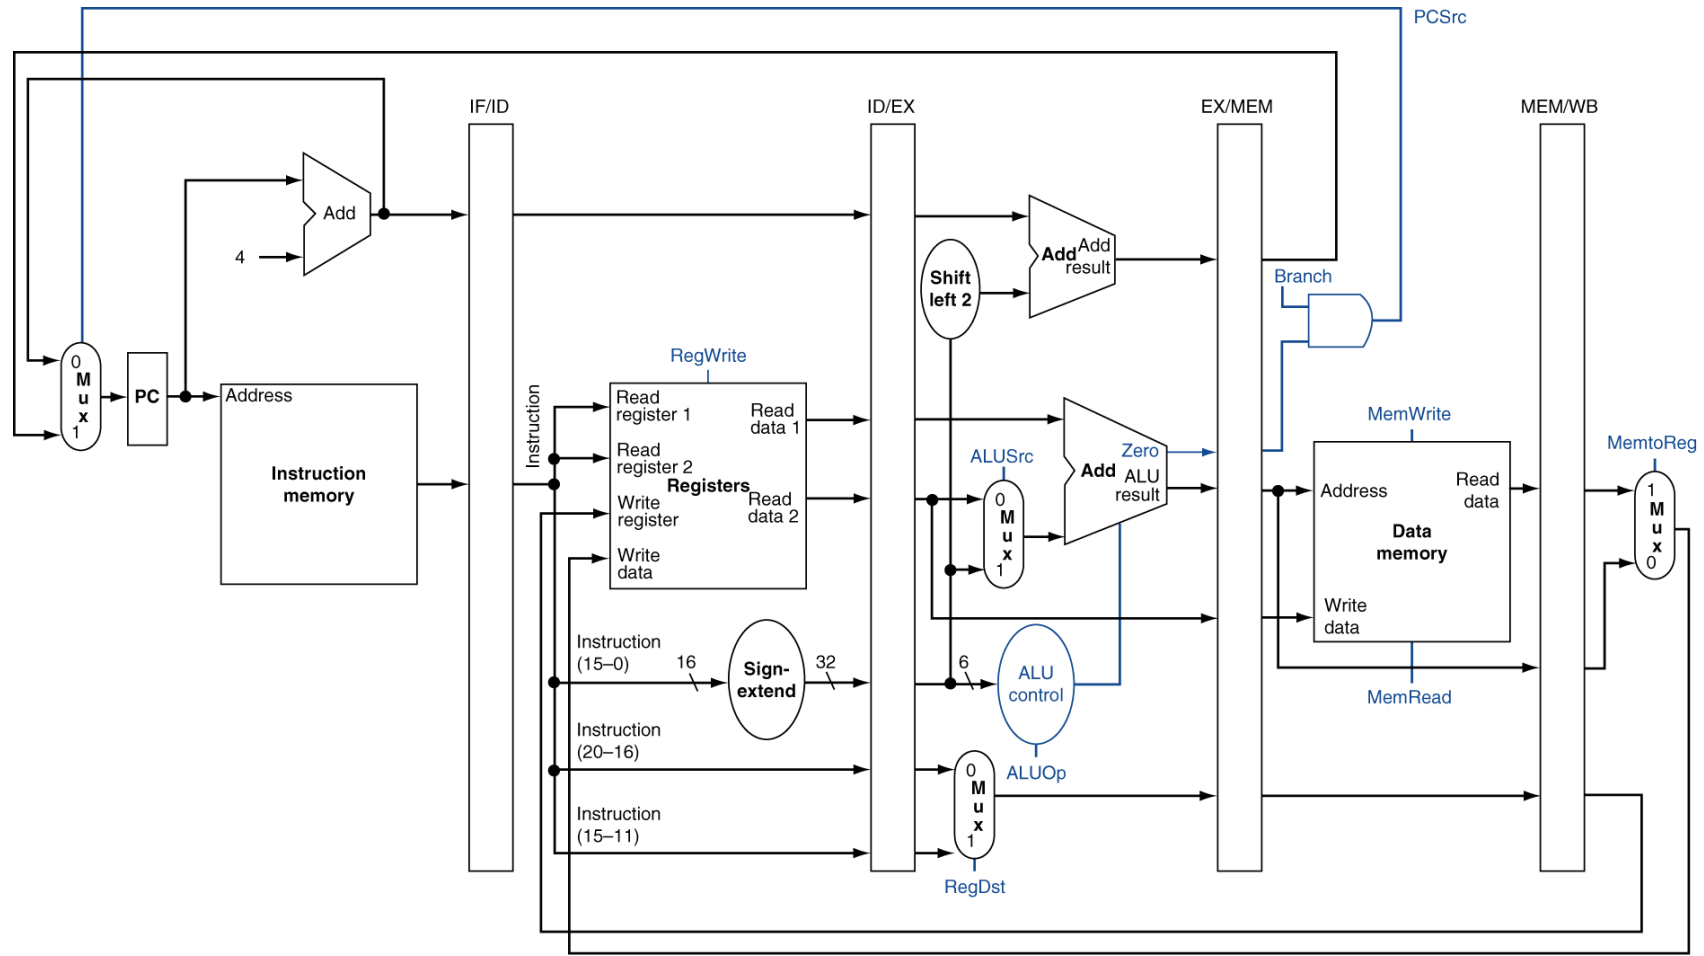 PCSrc
IF/ID
ID/EX
EX/MEM
MEM/WB
Add
4
Add
Add
result
Shift
left 2
Branch
0
M
u
x
1
PC
Address
Instruction
memory
Instruction
RegWrite
Read
register 1
Read
register 2
Write
register
Write
data
Registers
Read
data 1
Read
data 2
ALUSrc
0
M
u
x
1
Zero
Add
ALU
result
MemWrite
Address
Read
data
Data
memory
Write
data
MemRead
MemtoReg
1
M
u
x
0
Instruction
(15–0)
16
Sign-
extend
32
6
ALU
control
ALUOp
Instruction
(20–16)
Instruction
(15–11)
0
M
u
x
1
RegDst